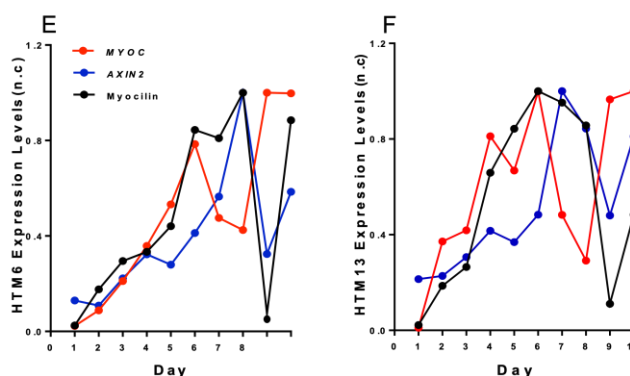 E
HTM6 Expression Levels(n.c)
1.2
0.8
0.4
0.0
MYOC
AXIN2
Myocilin
0 1 2 3 4 5 6 7 8
Day
F
HTM13 Expression Levels(n.c)
1.2
0.8
0.4
0.0
0 1 2 3 4 5 6 7 8 9 1
Day